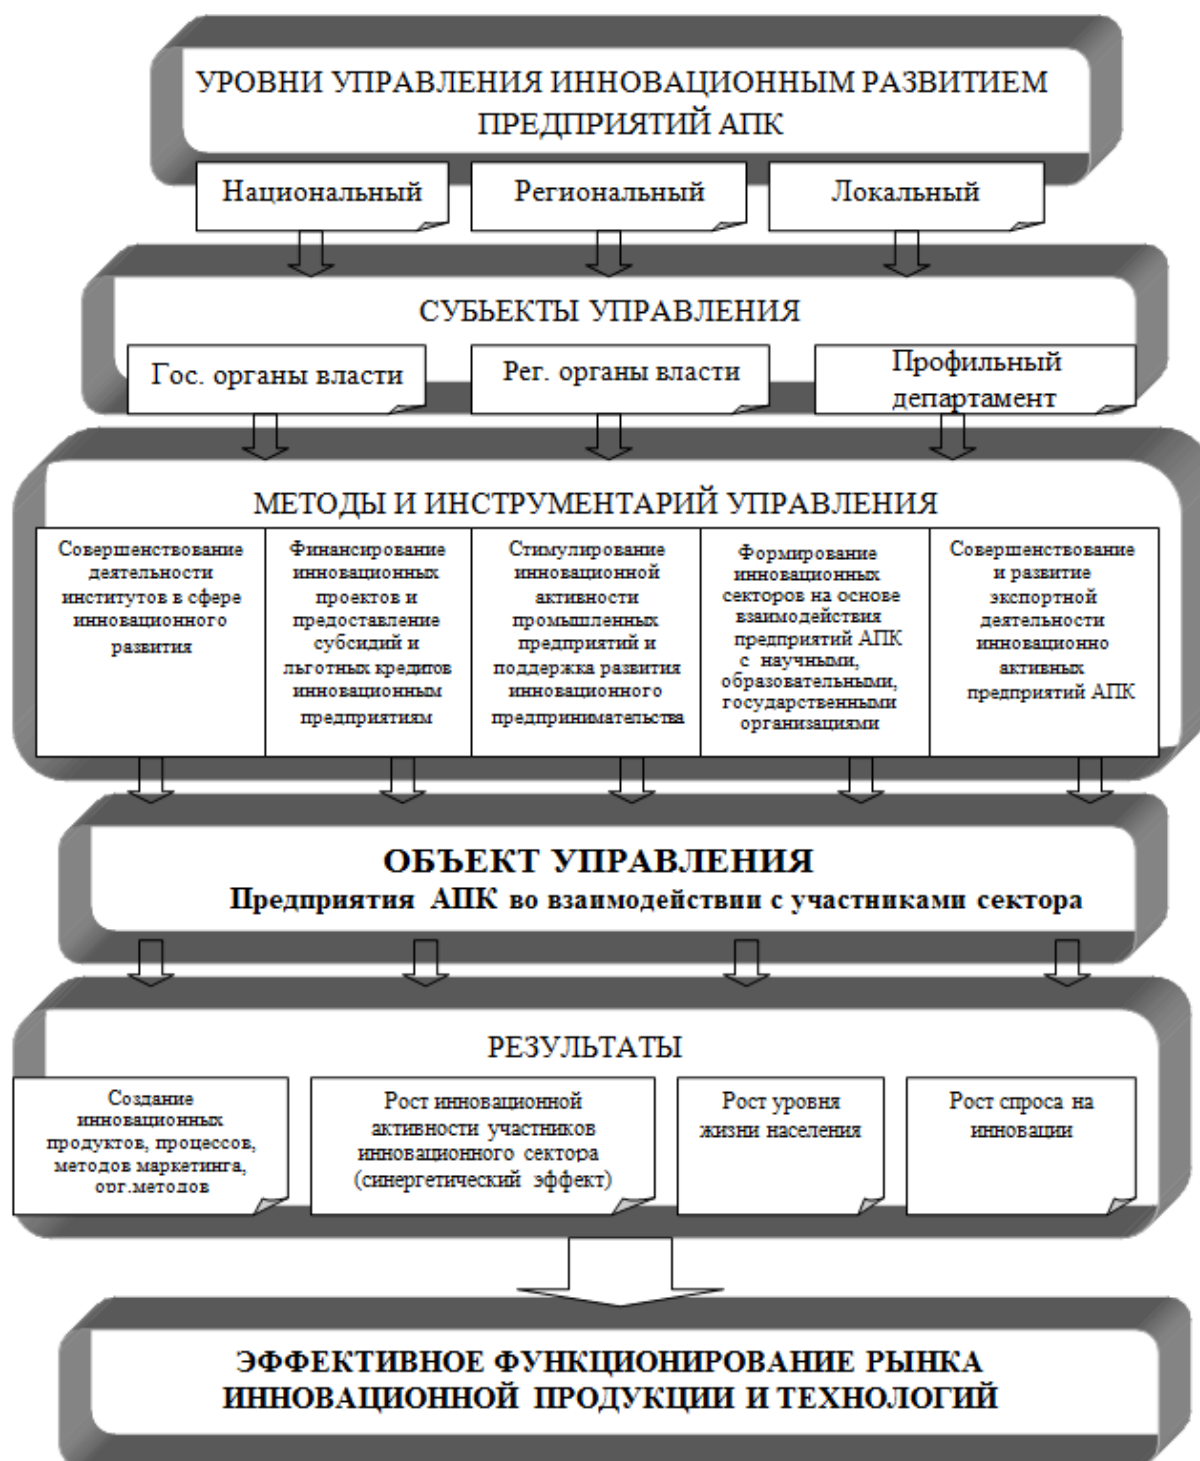 УРОВНИ УПРАВЛЕНИЯ ИННОВАЦИОННЫМ РАЗВИТИЕМ
ПРЕДПРИЯТИЙ АПК
Национальный
Региональный
Локальный
СУБЬЕКТЫ УПРАВЛЕНИЯ
Гос. органы власти
Рег. органы власти
Профильный
департамент
МЕТОДЫ И ИНСТРУМЕНТАРИЙ УПРАВЛЕНИЯ
Совершенствование
деятельности
институтов в сфере
инновационного
развития
Финансирование
инновационных
проектов и
предоставление
субсидий и
льготных кредитов
инновационным
предприятиям
Стимулирование
инновационной
активности
промышленных
предприятий и
поддержка развития
инновационного
предпринимательства
Формирование
инновационных
секторов на основе
взаимодействия
предприятий АПК
с научными,
образовательными,
государственными
организациями
Совершенствование
и развитие
экспортной
деятельности
инновационно
активных
предприятий АПК
ОБЪЕКТ УПРАВЛЕНИЯ
Предприятия АПК во взаимодействии с участниками сектора
РЕЗУЛЬТАТЫ
Создание
инновационных
продуктов, процессов,
методов маркетинга,
орг.методов
Рост инновационной
активности участников
инновационного сектора
(синергетический эффект)
Рост уровня
жизни населения
Рост спроса на
инновации
ЭФФЕКТИВНОЕ ФУНКЦИОНИРОВАНИЕ РЫНКА
ИННОВАЦИОННОЙ ПРОДУКЦИИ И ТЕХНОЛОГИЙ